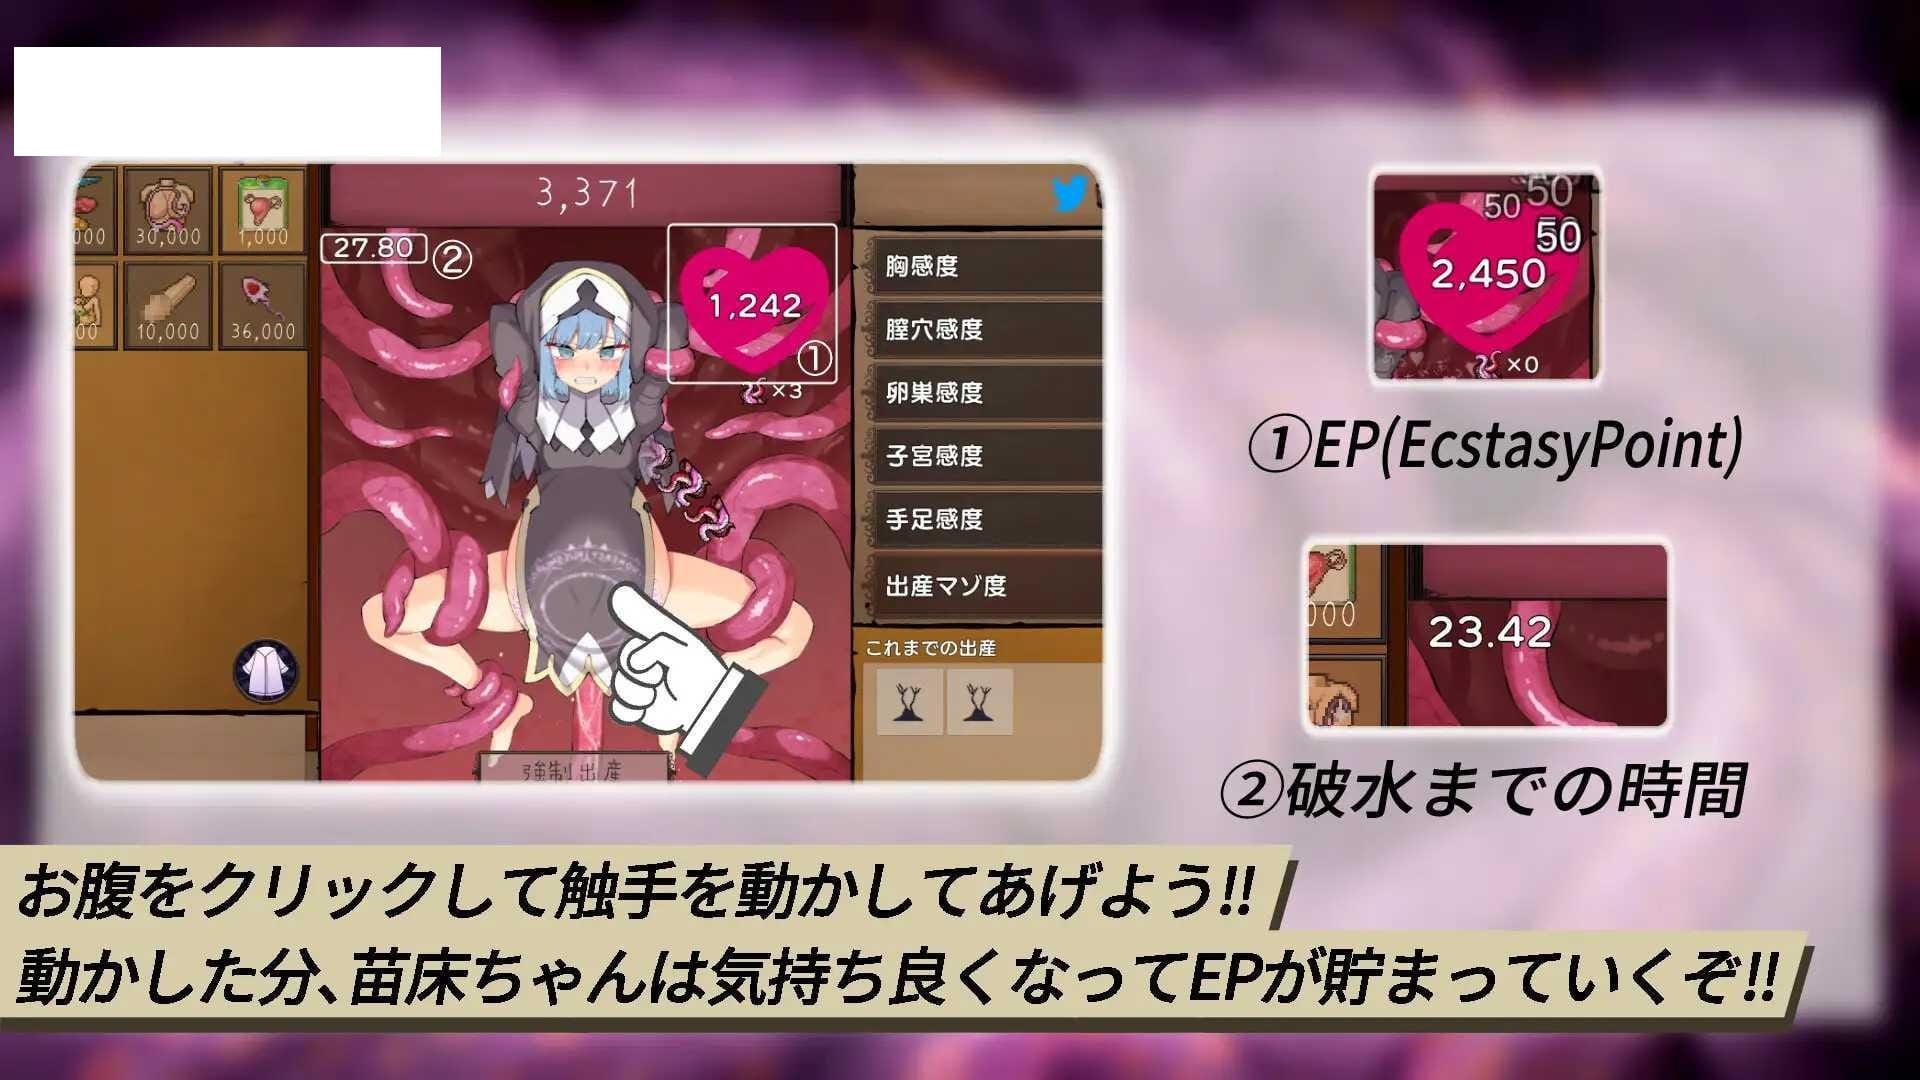 3,371
000
30,000
1,000
00
10,000
36,000
27.80
②
1,242
①
×3
胸感度
膣穴感度
卵巣感度
子宮感度
手足感度
出産マゾ度
これまでの出産
強制出産
50
50
50
2,450
×0
①EP(EcstasyPoint)
000
23.42
②破水までの時間
お腹をクリックして触手を動かしてあげよう!!
動かした分、苗床ちゃんは気持ち良くなってEPが貯まっていくぞ!!